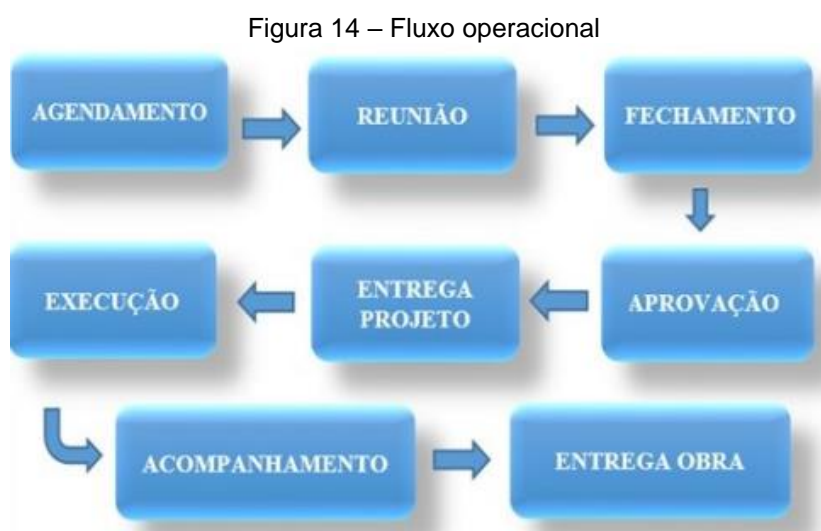 Figura 14 – Fluxo operacional
AGENDAMENTO
REUNIÃO
FECHAMENTO
APROVAÇÃO
ENTREGA
PROJETO
EXECUÇÃO
ACOMPANHAMENTO
ENTREGA OBRA